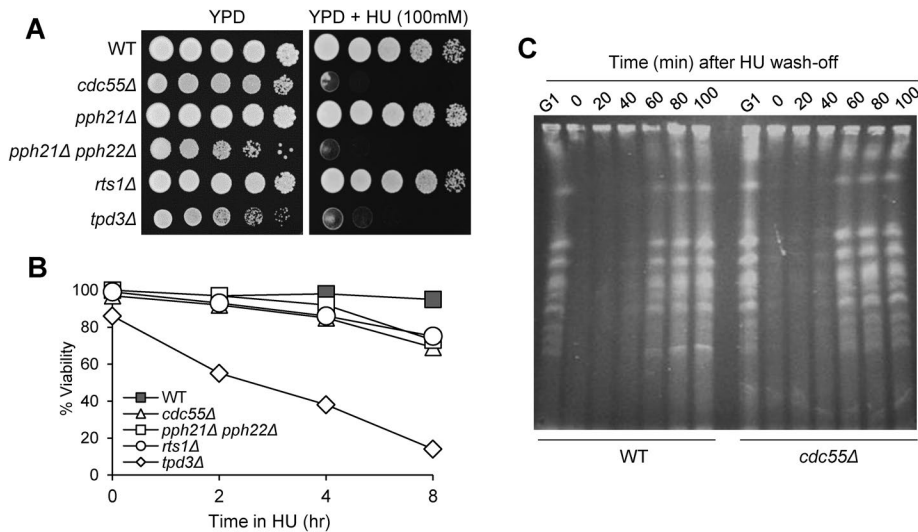 A
YPD
YPD + HU (100mM)
WT
cdc55Δ
pph21Δ
pph21Δ pph22Δ
rts1Δ
tpd3Δ
B
100
80
60
40
20
0
% Viability
WT
cdc55Δ
pph21Δ pph22Δ
rts1Δ
tpd3Δ
0 2 4 8
Time in HU (hr)
C
Time (min) after HU wash-off
G1 0 20 40 60 80 100 G1 0 20 40 60 80 100
WT cdc55Δ